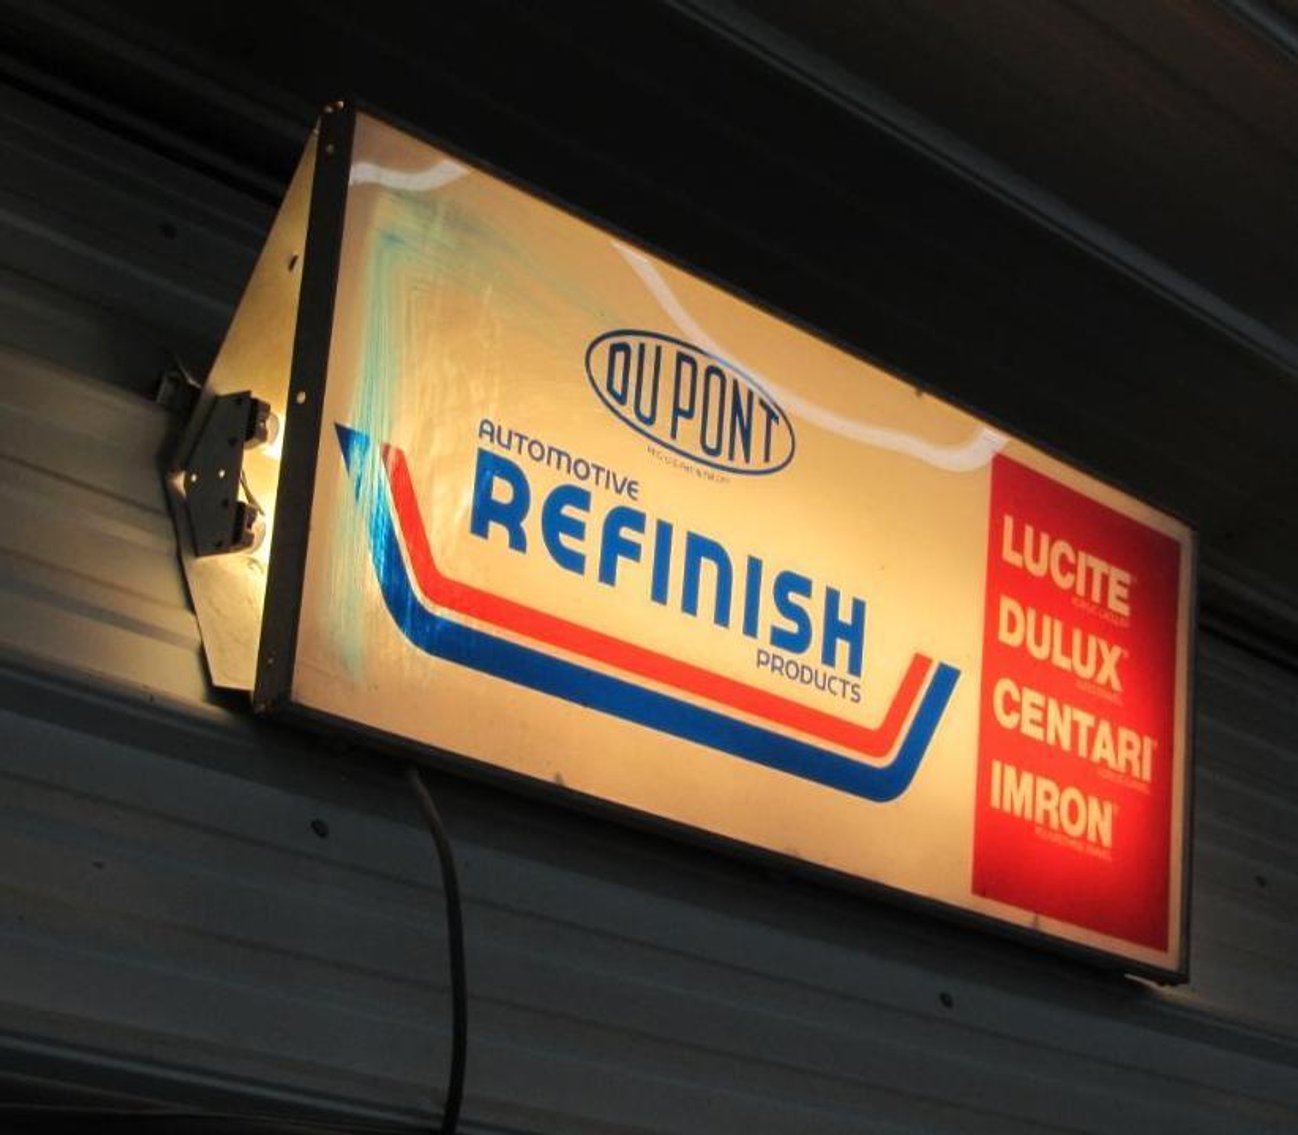 DU PONT
AUTOMOTIVE
REFINISH
PRODUCTS
LUCITE®
DULUX®
CENTARI®
IMRON®